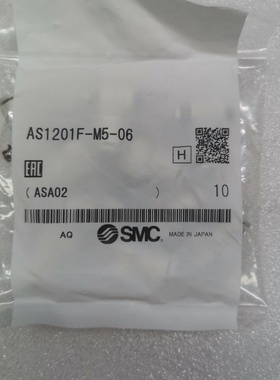 AS1201F-M5-06
H
EAC
( ASA02 ) 10
AQ SMC. MADE IN JAPAN